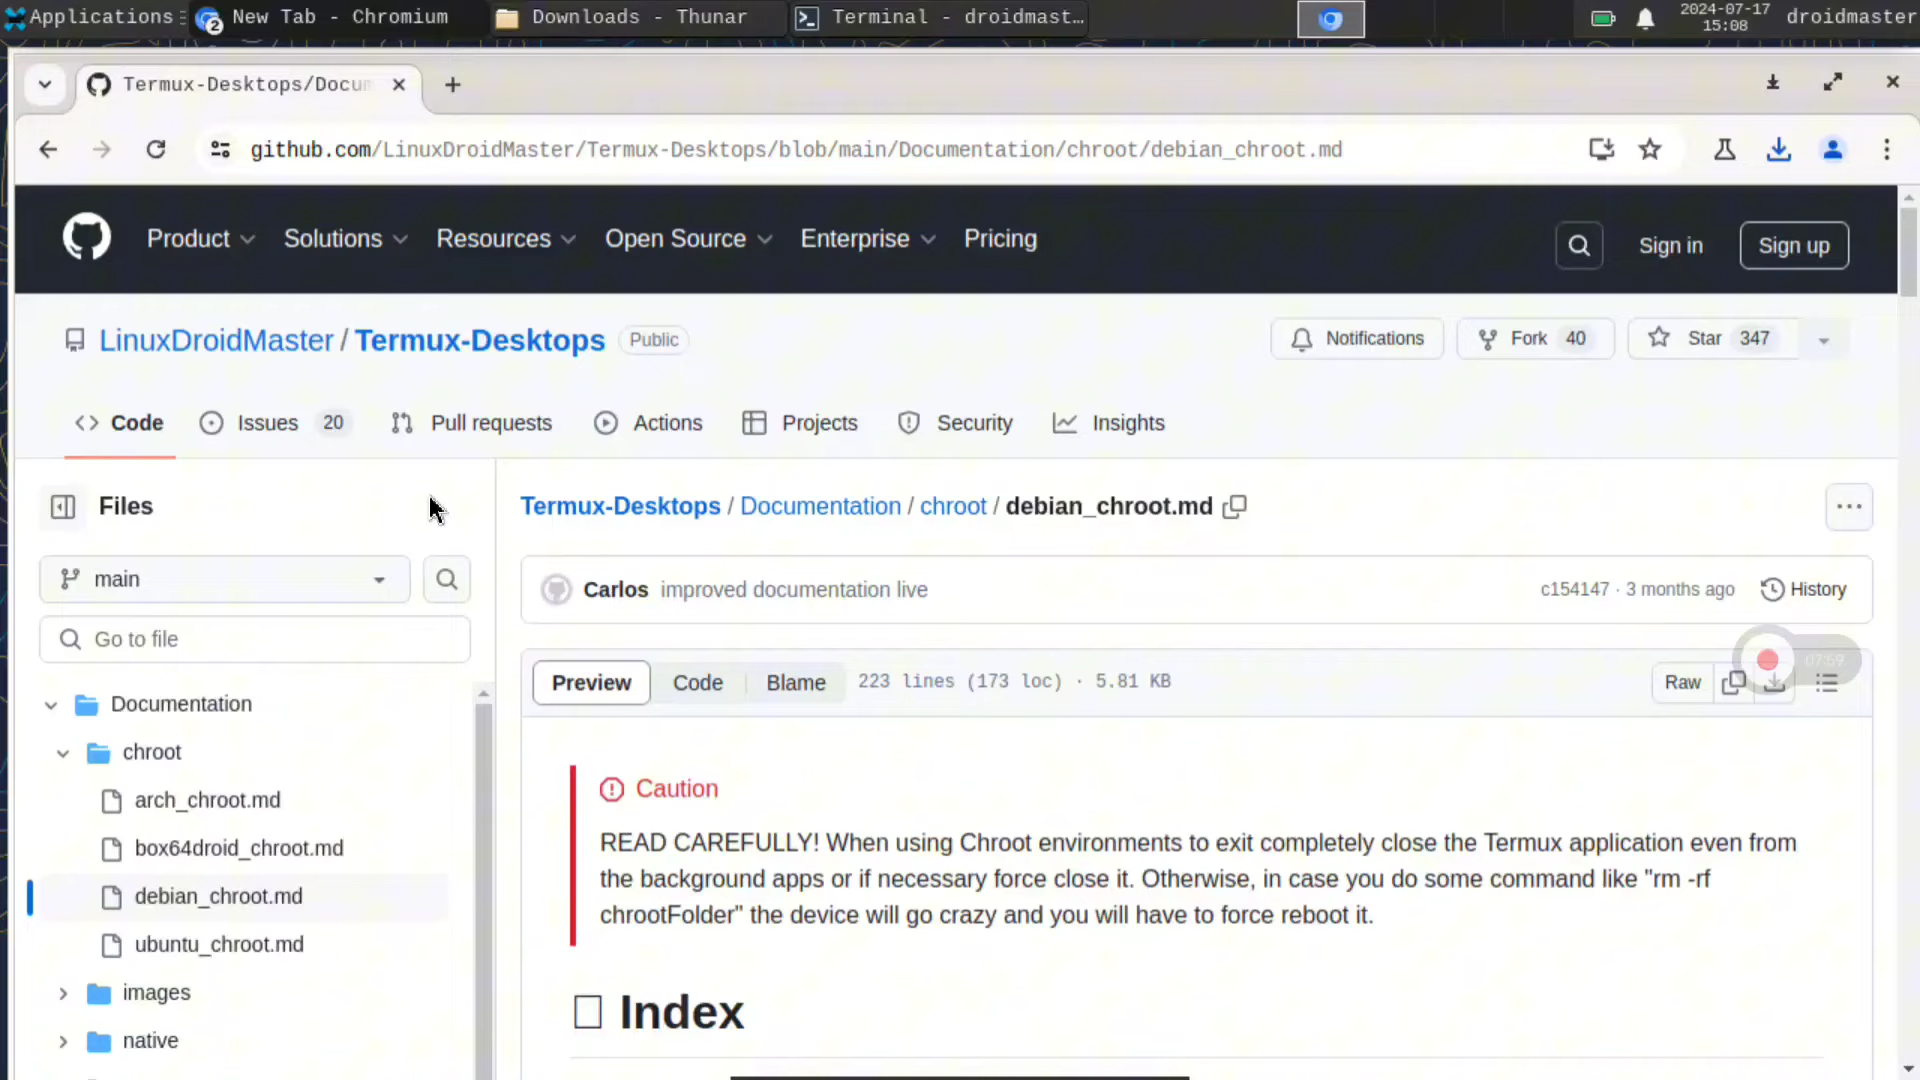 Applications
New Tab - Chromium
2
Downloads - Thunar
Terminal - droidmast…
2024-07-17
15:08
droidmaster
Termux-Desktops/Docum
github.com/LinuxDroidMaster/Termux-Desktops/blob/main/Documentation/chroot/debian_chroot.md
Product
Solutions
Resources
Open Source
Enterprise
Pricing
Sign in
Sign up
LinuxDroidMaster / Termux-Desktops
Public
Notifications
Fork 40
Star 347
Code
Issues 20
Pull requests
Actions
Projects
Security
Insights
Files
main
Go to file
Documentation
chroot
arch_chroot.md
box64droid_chroot.md
debian_chroot.md
ubuntu_chroot.md
images
native
Termux-Desktops / Documentation / chroot / debian_chroot.md
Carlos improved documentation live
c154147 · 3 months ago
History
Preview
Code
Blame
223 lines (173 loc) · 5.81 KB
Raw
07:59
Caution
READ CAREFULLY! When using Chroot environments to exit completely close the Termux application even from
the background apps or if necessary force close it. Otherwise, in case you do some command like "rm -rf
chrootFolder" the device will go crazy and you will have to force reboot it.
Index